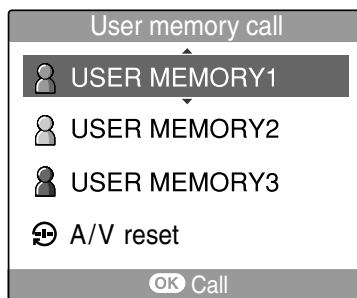 User memory call
USER MEMORY1
USER MEMORY2
USER MEMORY3
A/V reset
OK Call